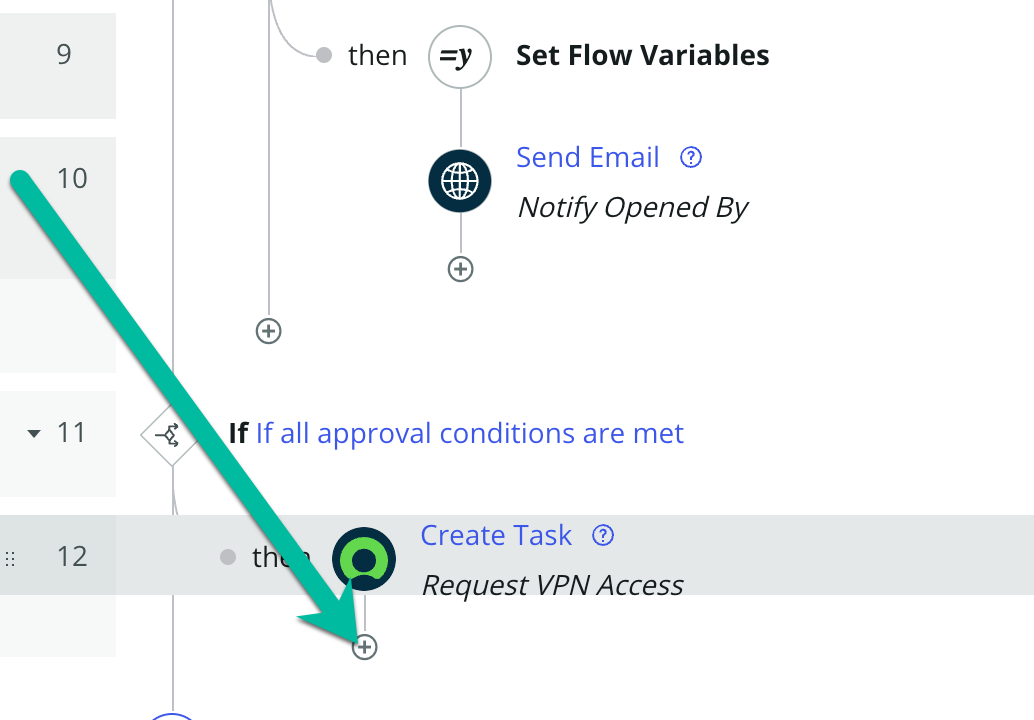 9
then =y Set Flow Variables
10
Send Email ?
Notify Opened By
11
If If all approval conditions are met
12
then
Create Task ?
Request VPN Access